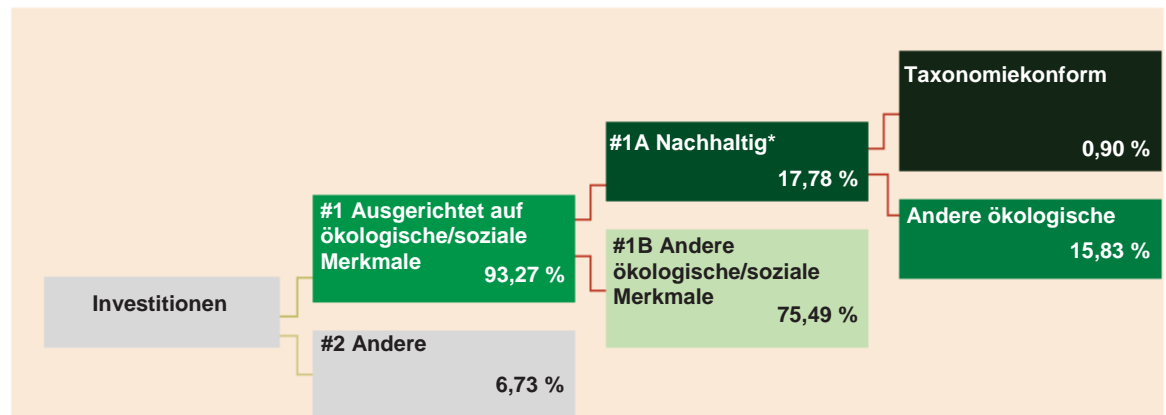 Investitionen
#1 Ausgerichtet auf
ökologische/soziale
Merkmale
93,27 %
#2 Andere
6,73 %
#1A Nachhaltig*
17,78 %
#1B Andere
ökologische/soziale
Merkmale
75,49 %
Taxonomiekonform
0,90 %
Andere ökologische
15,83 %